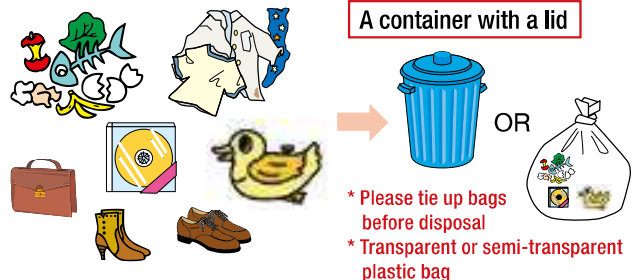 A container with a lid
OR
* Please tie up bags
before disposal
* Transparent or semi-transparent
plastic bag